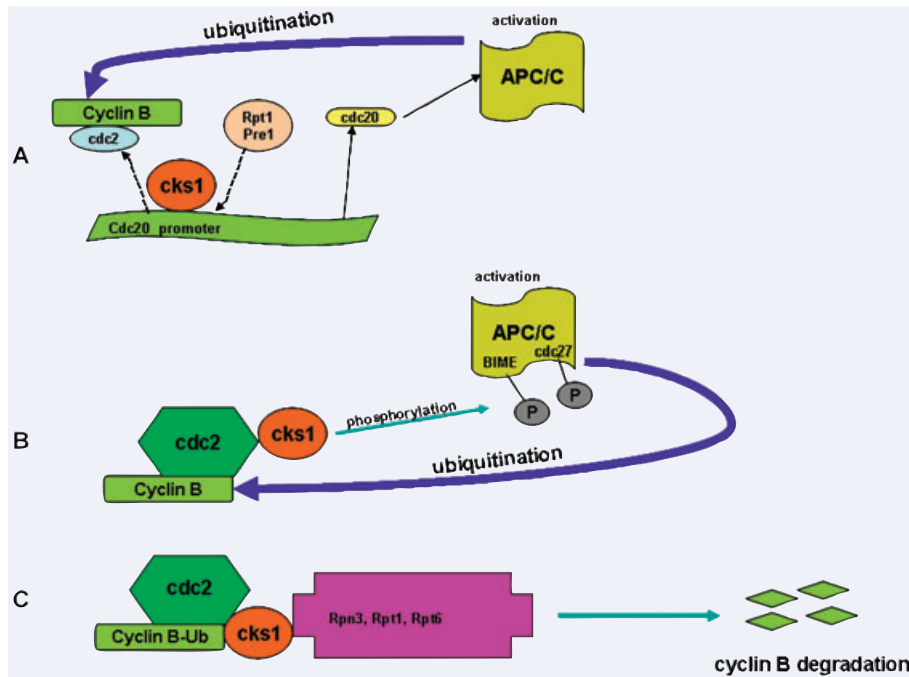 activation
ubiquitination
APC/C
Cyclin B
cdc2
Rpt1
Pre1
cdc20
A
cks1
Cdc20 promoter
activation
APC/C
BIME cdc27
P P
phosphorylation
B
cdc2 cks1
ubiquitination
Cyclin B
C
cdc2
Cyclin B-Ub cks1
Rpn3, Rpt1, Rpt6
cyclin B degradation